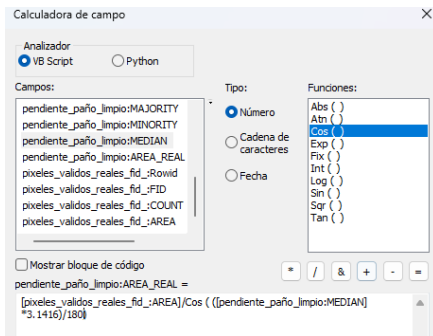 Calculadora de campo
Analizador
VB Script Python
Campos: Tipo: Funciones:
pendiente_paño_limpio:MAJORITY
pendiente_paño_limpio:MINORITY
pendiente_paño_limpio:MEDIAN
pendiente_paño_limpio:AREA_REAL
pixeles_validos_reales_fid_:Rowid
pixeles_validos_reales_fid_:FID
pixeles_validos_reales_fid_:COUNT
pixeles_validos_reales_fid_:AREA
Número
Cadena de
caracteres
Fecha
Abs ( )
Atn ( )
Cos ( )
Exp ( )
Fix ( )
Int ( )
Log ( )
Sin ( )
Sqr ( )
Tan ( )
Mostrar bloque de código
* / & + - =
pendiente_paño_limpio:AREA_REAL =
[pixeles_validos_reales_fid_:AREA]/Cos ( ([pendiente_paño_limpio:MEDIAN]
*3.1416)/180)